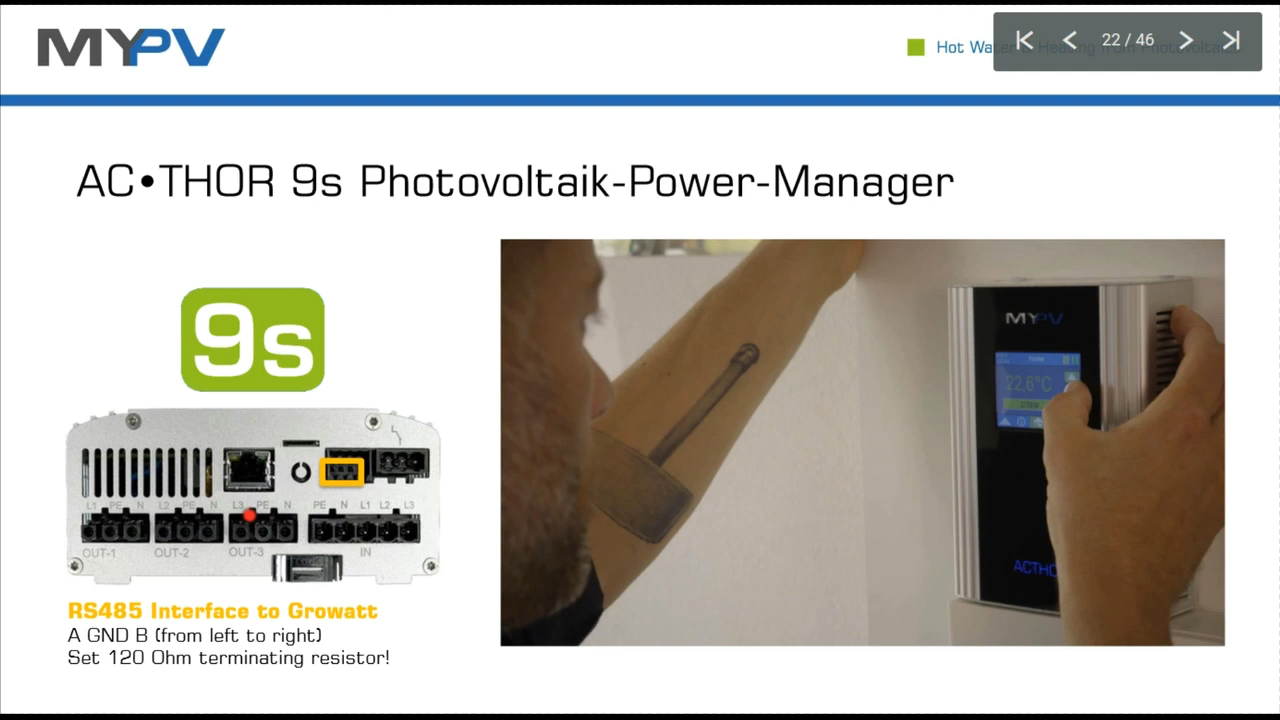 MYPV
Hot Wa
22 / 46
AC•THOR 9s Photovoltaik-Power-Manager
9s
L1 PE N L2 PE N L3 PE N PE N L1 L2 L3
OUT-1 OUT-2 OUT-3 IN
RS485 Interface to Growatt
A GND B (from left to right)
Set 120 Ohm terminating resistor!
MYPV
22,6°C
ACTHO